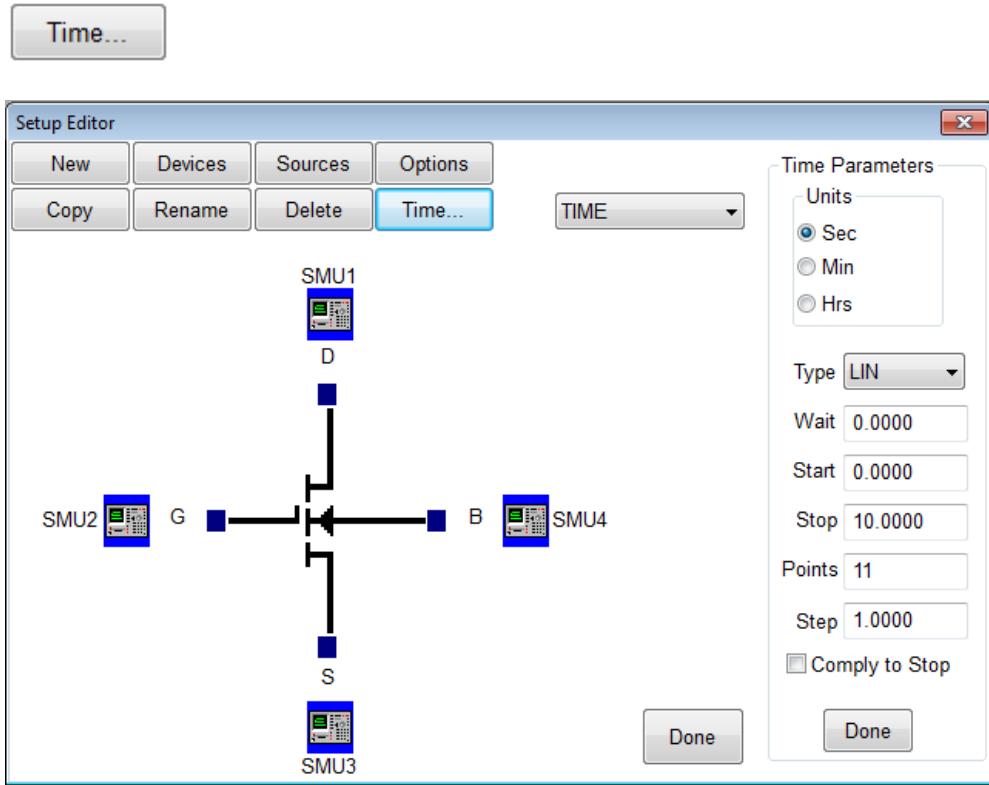 Time...
Setup Editor
New Devices Sources Options
Copy Rename Delete Time...
TIME
Time Parameters
Units
Sec
Min
Hrs
Type LIN
Wait 0.0000
Start 0.0000
Stop 10.0000
Points 11
Step 1.0000
Comply to Stop
Done
SMU1
D
SMU2 G B SMU4
S
SMU3
Done